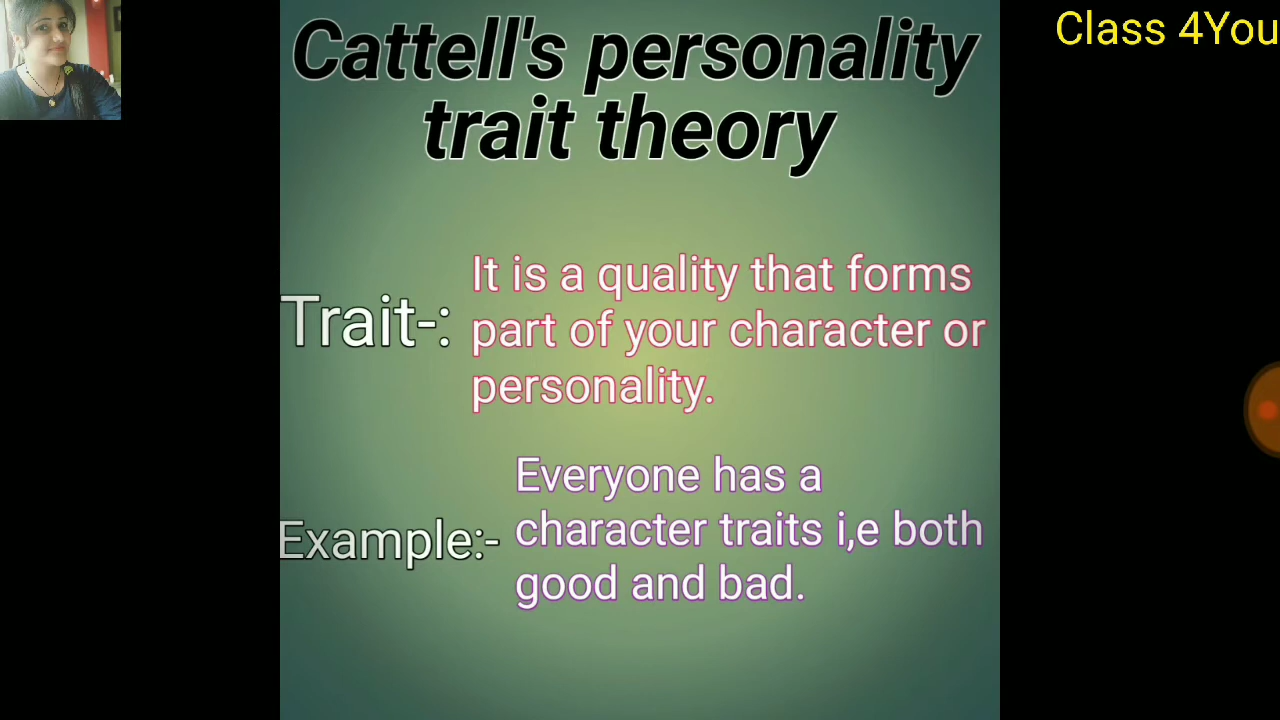 Class 4You
Cattell's personality
trait theory
Trait-: It is a quality that forms
part of your character or
personality.
Example:- Everyone has a
character traits i,e both
good and bad.